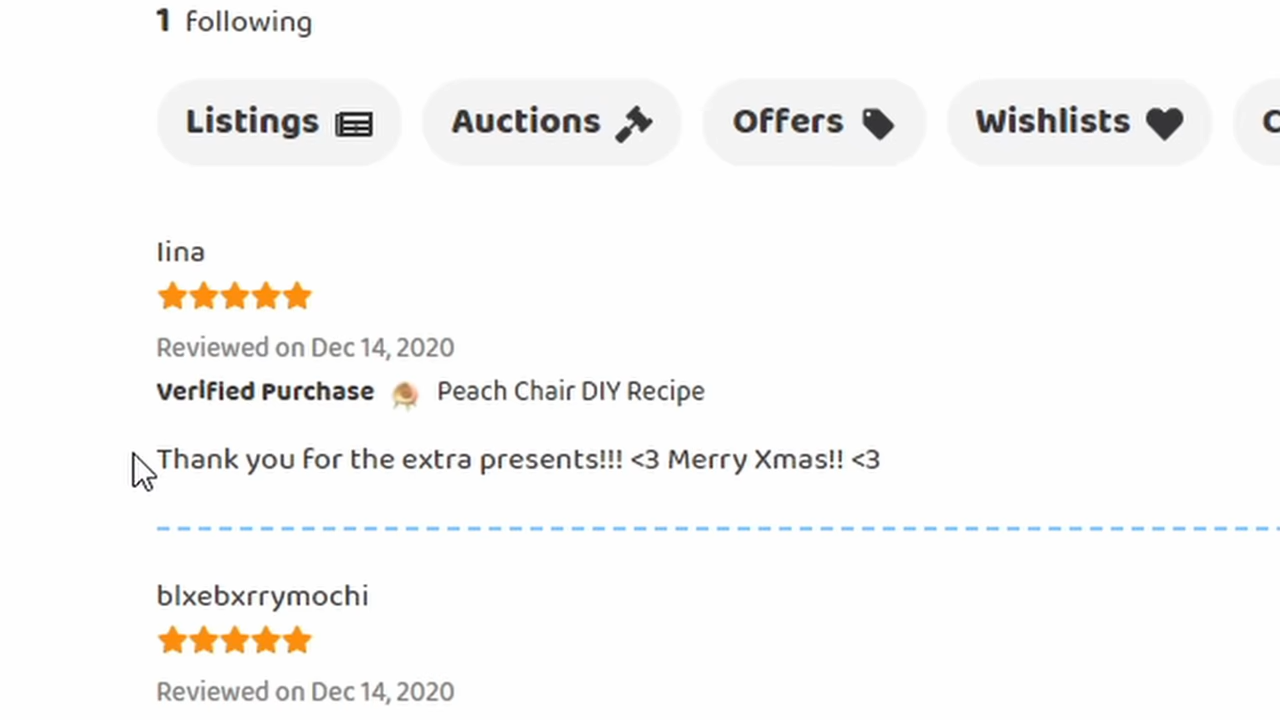 1 following
Listings Auctions Offers Wishlists
Iina
Reviewed on Dec 14, 2020
Verified Purchase Peach Chair DIY Recipe
Thank you for the extra presents!!! <3 Merry Xmas!! <3
blxebxrrymochi
Reviewed on Dec 14, 2020